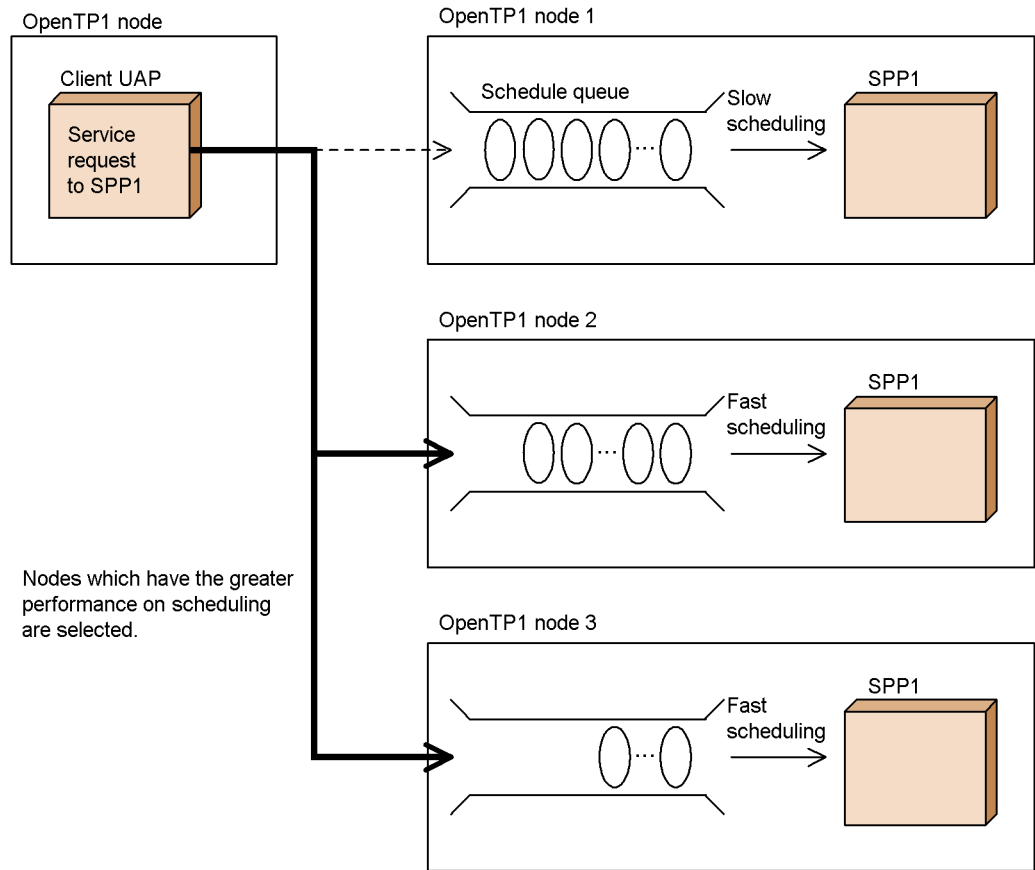 OpenTP1 node
Client UAP
Service
request
to SPP1
OpenTP1 node 1
Schedule queue
Slow
scheduling
SPP1
OpenTP1 node 2
Fast
scheduling
SPP1
Nodes which have the greater
performance on scheduling
are selected.
OpenTP1 node 3
Fast
scheduling
SPP1